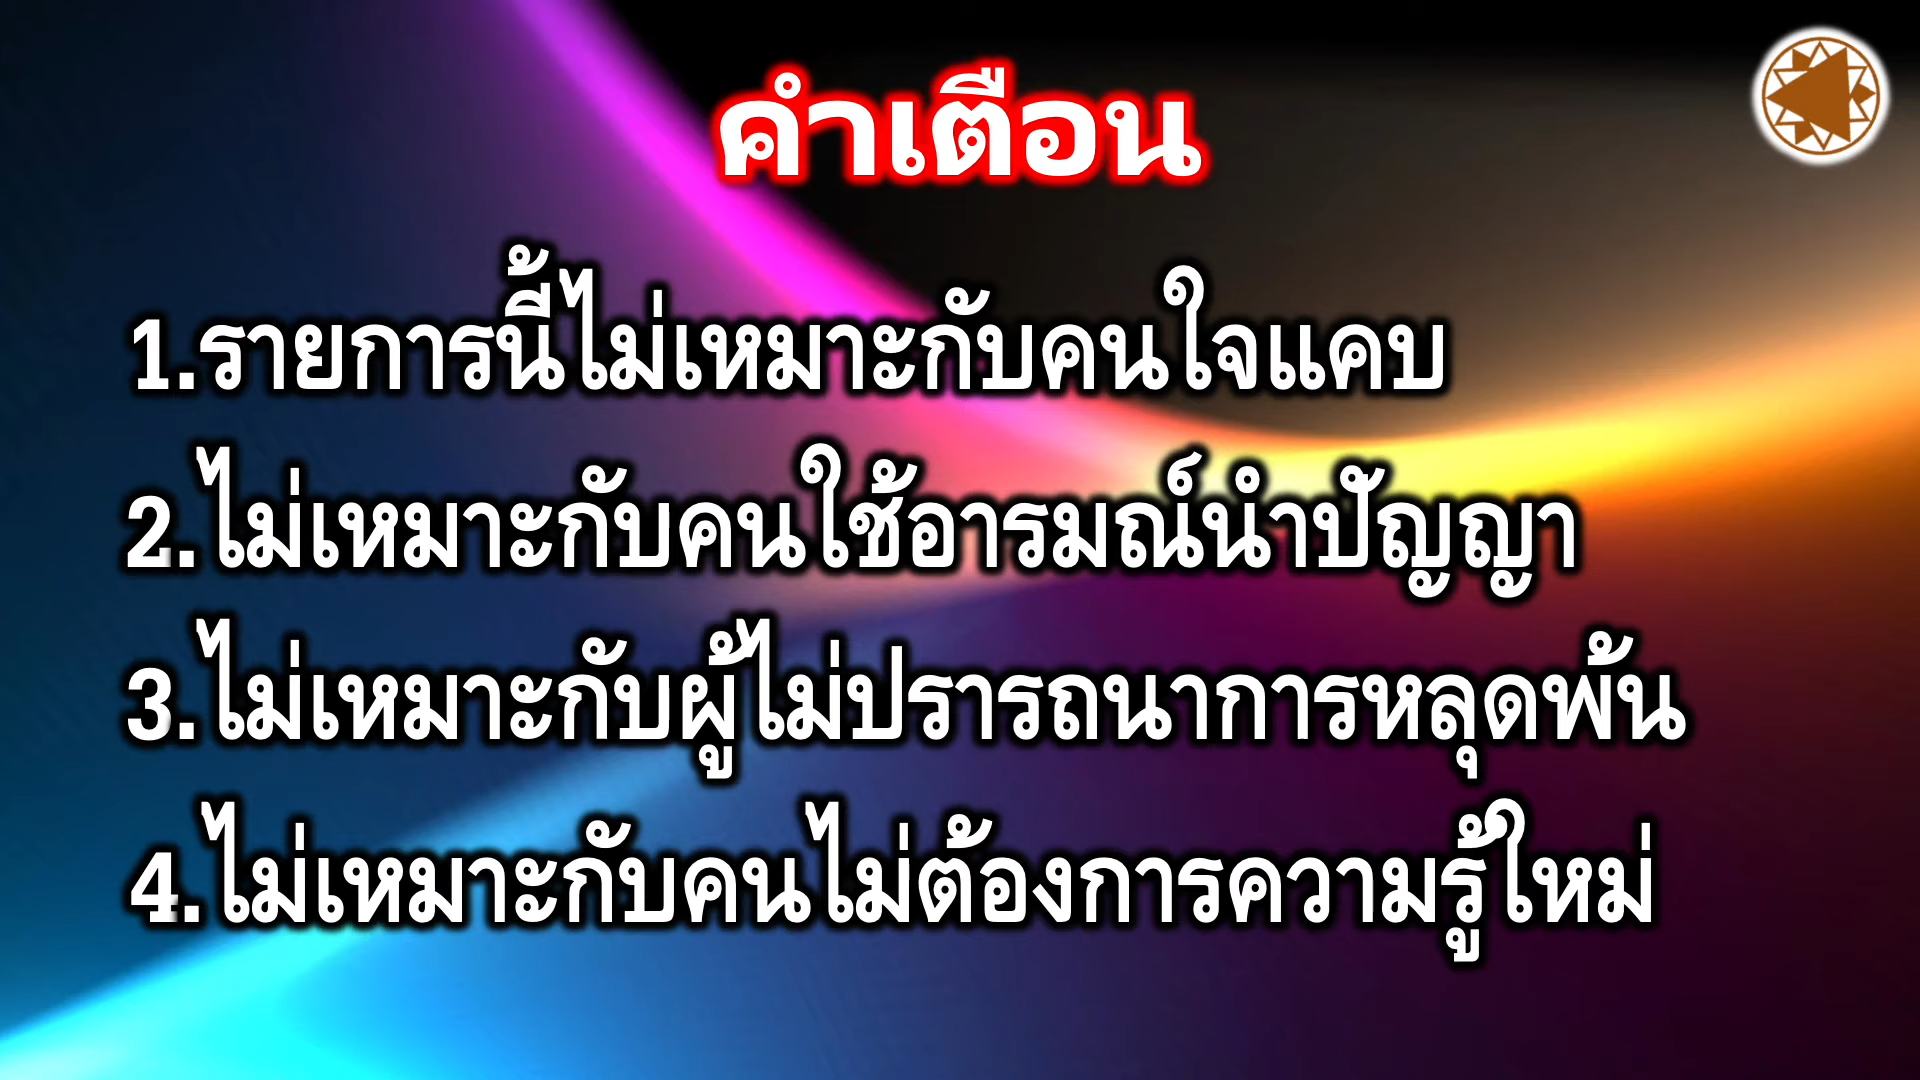 คำเตือน
1.รายการนี้ไม่เหมาะกับคนใจแคบ
2.ไม่เหมาะกับคนใช้อารมณ์นำปัญญา
3.ไม่เหมาะกับผู้ไม่ปรารถนาการหลุดพ้น
4.ไม่เหมาะกับคนไม่ต้องการความรู้ใหม่